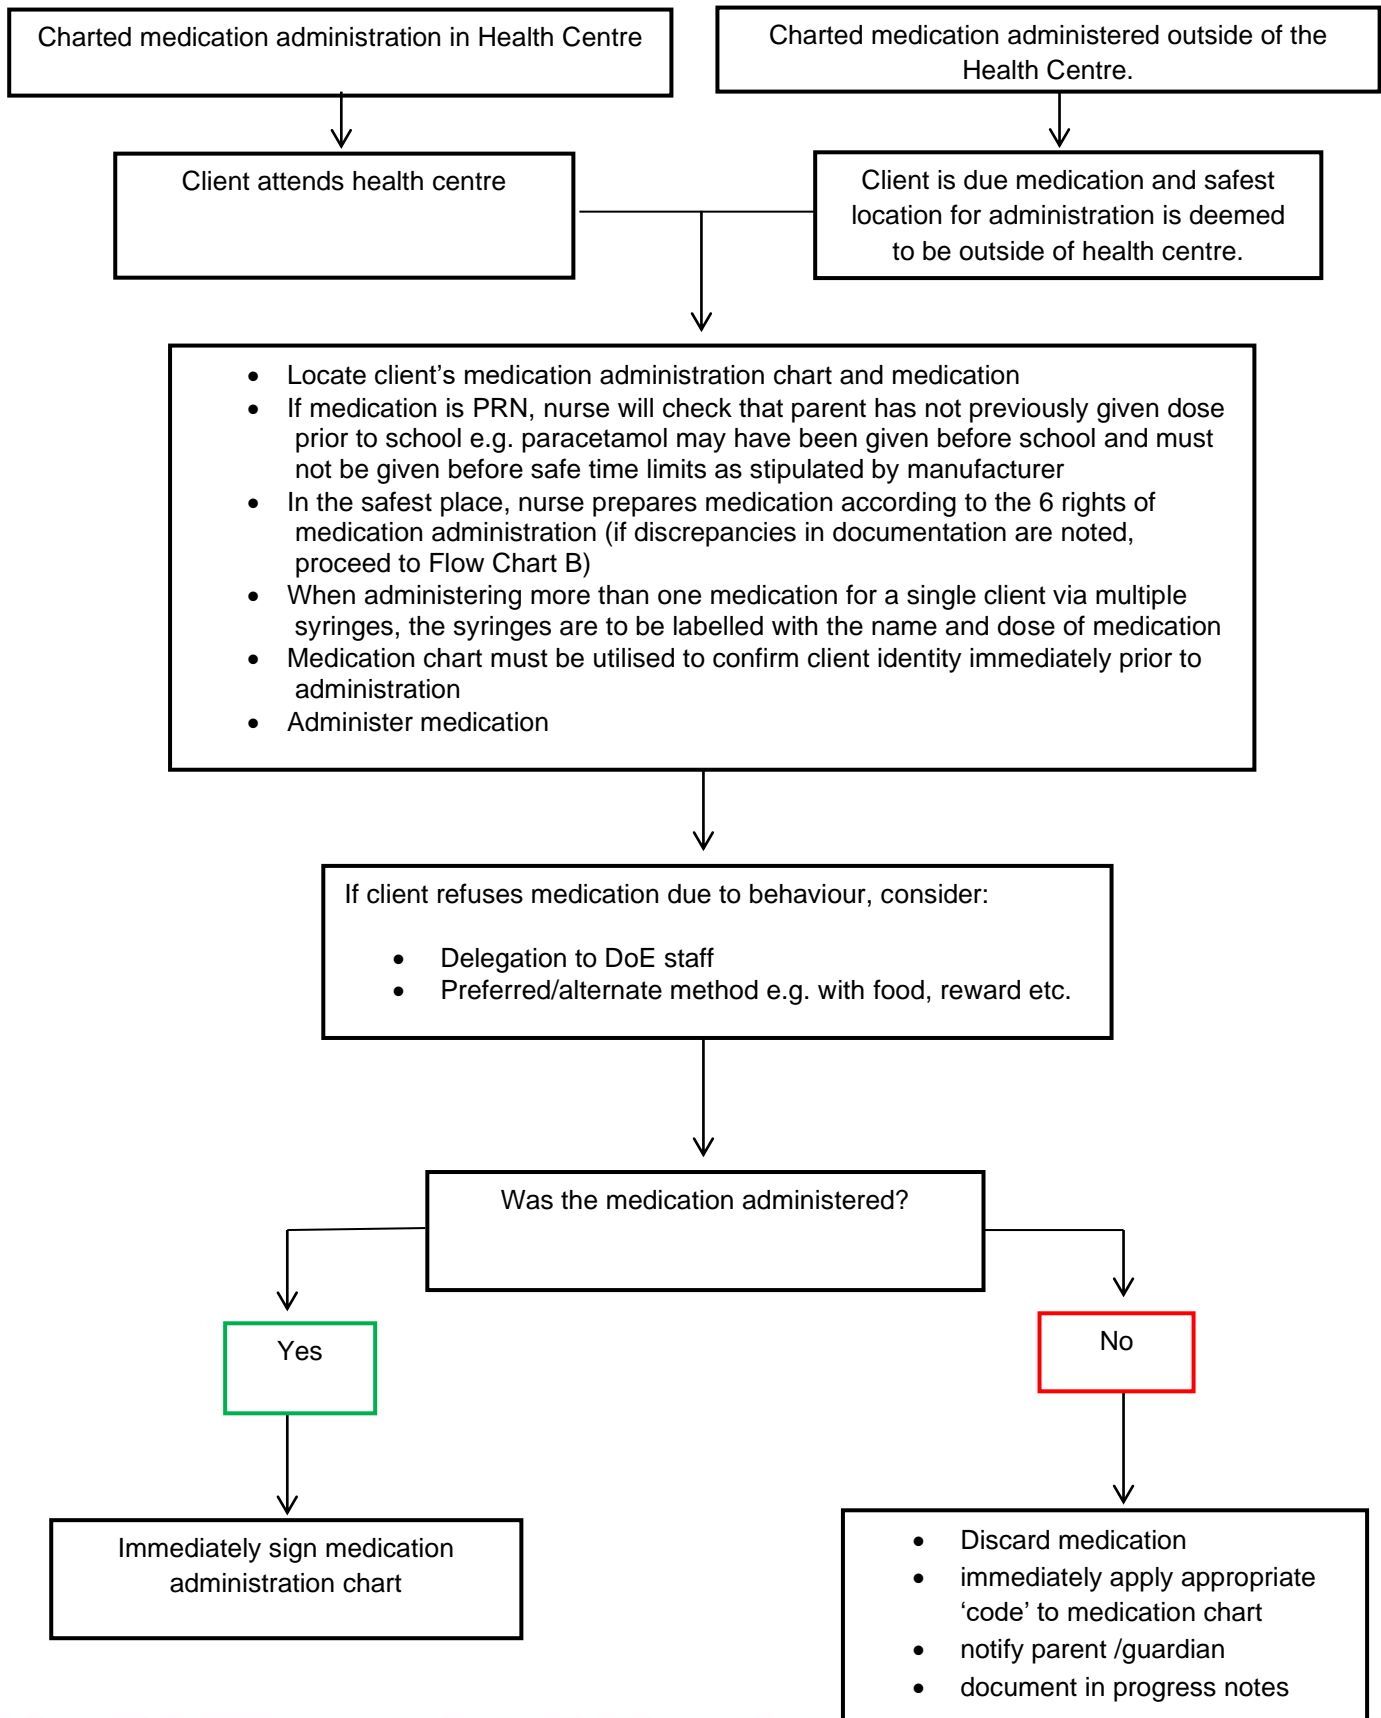 Charted medication administration in Health Centre
Charted medication administered outside of the
Health Centre.
Client attends health centre
Client is due medication and safest
location for administration is deemed
to be outside of health centre.
• Locate client’s medication administration chart and medication
• If medication is PRN, nurse will check that parent has not previously given dose
prior to school e.g. paracetamol may have been given before school and must
not be given before safe time limits as stipulated by manufacturer
• In the safest place, nurse prepares medication according to the 6 rights of
medication administration (if discrepancies in documentation are noted,
proceed to Flow Chart B)
• When administering more than one medication for a single client via multiple
syringes, the syringes are to be labelled with the name and dose of medication
• Medication chart must be utilised to confirm client identity immediately prior to
administration
• Administer medication
If client refuses medication due to behaviour, consider:
• Delegation to DoE staff
• Preferred/alternate method e.g. with food, reward etc.
Was the medication administered?
Yes
No
Immediately sign medication
administration chart
• Discard medication
• immediately apply appropriate
‘code’ to medication chart
• notify parent /guardian
• document in progress notes